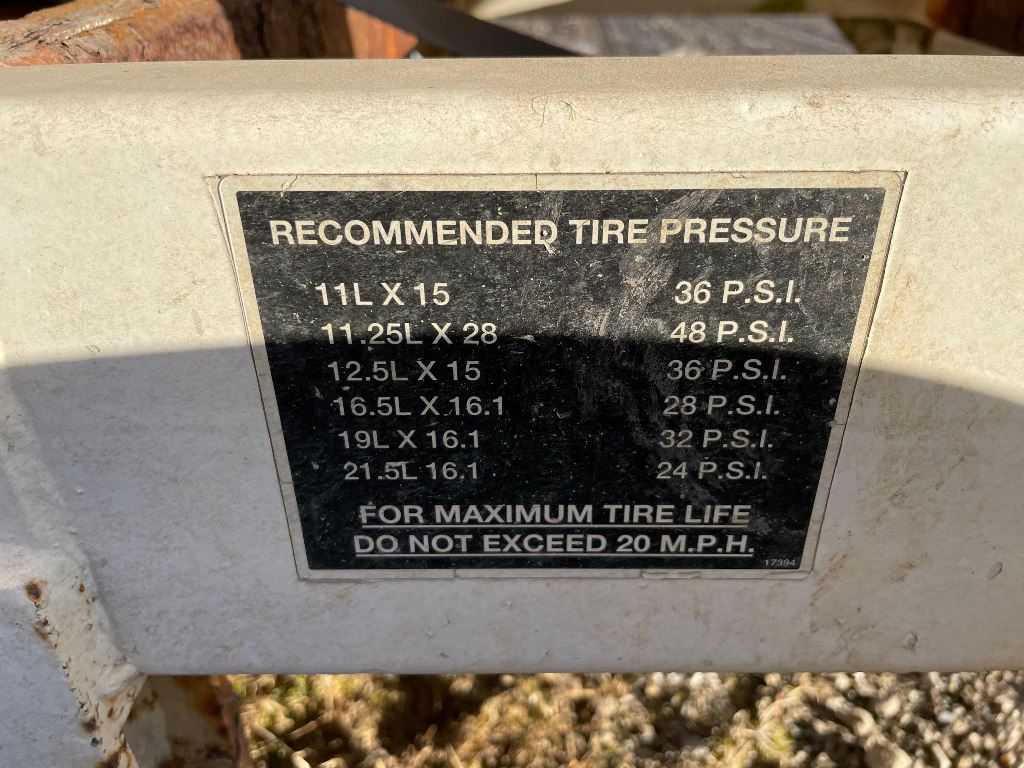 RECOMMENDED TIRE PRESSURE
11L X 15 36 P.S.I.
11.25L X 28 48 P.S.I.
12.5L X 15 36 P.S.I.
16.5L X 16.1 28 P.S.I.
19L X 16.1 32 P.S.I.
21.5L 16.1 24 P.S.I.
FOR MAXIMUM TIRE LIFE
DO NOT EXCEED 20 M.P.H.
17394